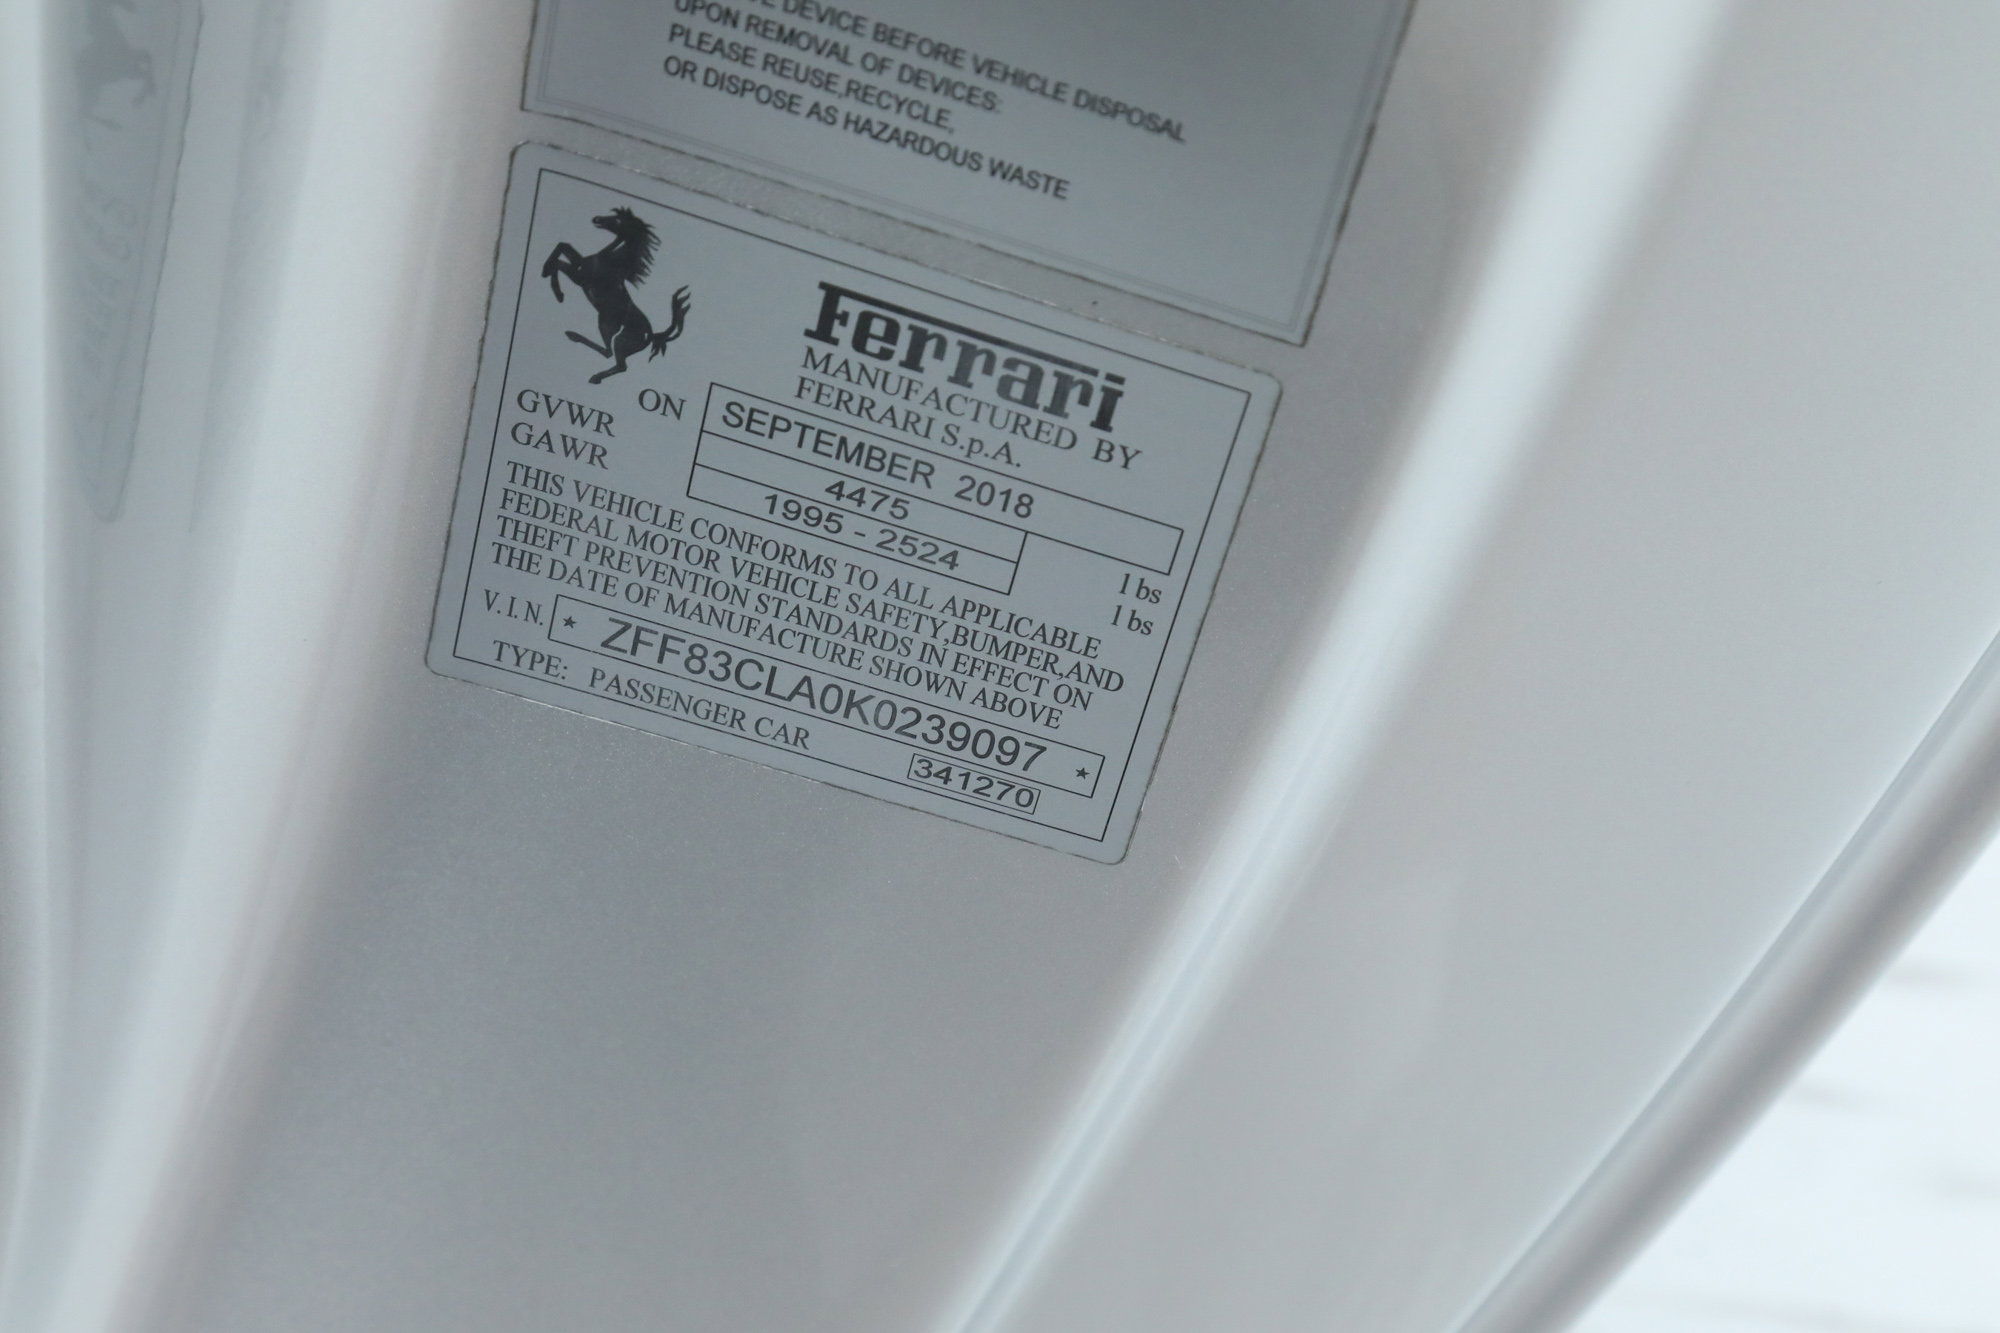 DEVICE BEFORE VEHICLE DISPOSAL
UPON REMOVAL OF DEVICES:
PLEASE REUSE,RECYCLE,
OR DISPOSE AS HAZARDOUS WASTE
Ferrari
MANUFACTURED BY
FERRARI S.p.A.
ON SEPTEMBER 2018
GVWR 4475 lbs
GAWR 1995 - 2524 lbs
THIS VEHICLE CONFORMS TO ALL APPLICABLE
FEDERAL MOTOR VEHICLE SAFETY,BUMPER,AND
THEFT PREVENTION STANDARDS IN EFFECT ON
THE DATE OF MANUFACTURE SHOWN ABOVE
V.I.N. * ZFF83CLA0K0239097 *
TYPE: PASSENGER CAR 341270